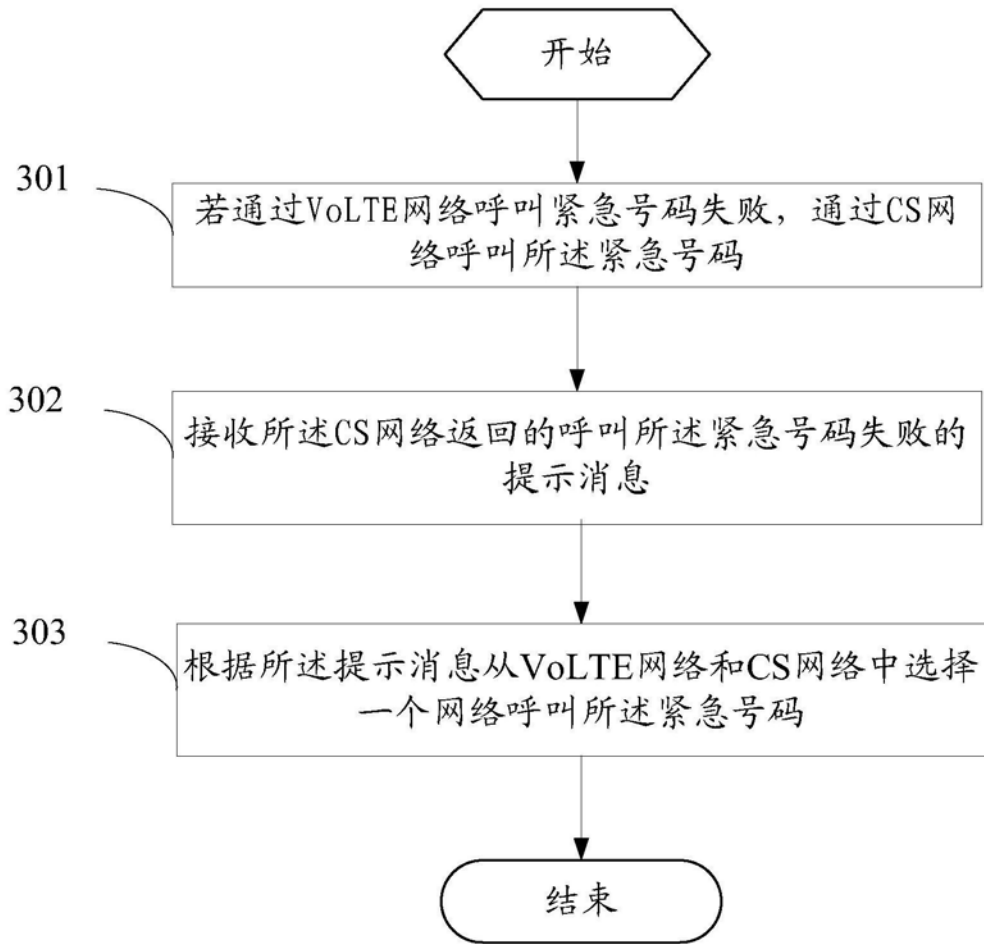 开始
301
若通过VoLTE网络呼叫紧急号码失败，通过CS网
络呼叫所述紧急号码
302
接收所述CS网络返回的呼叫所述紧急号码失败的
提示消息
303
根据所述提示消息从VoLTE网络和CS网络中选择
一个网络呼叫所述紧急号码
结束